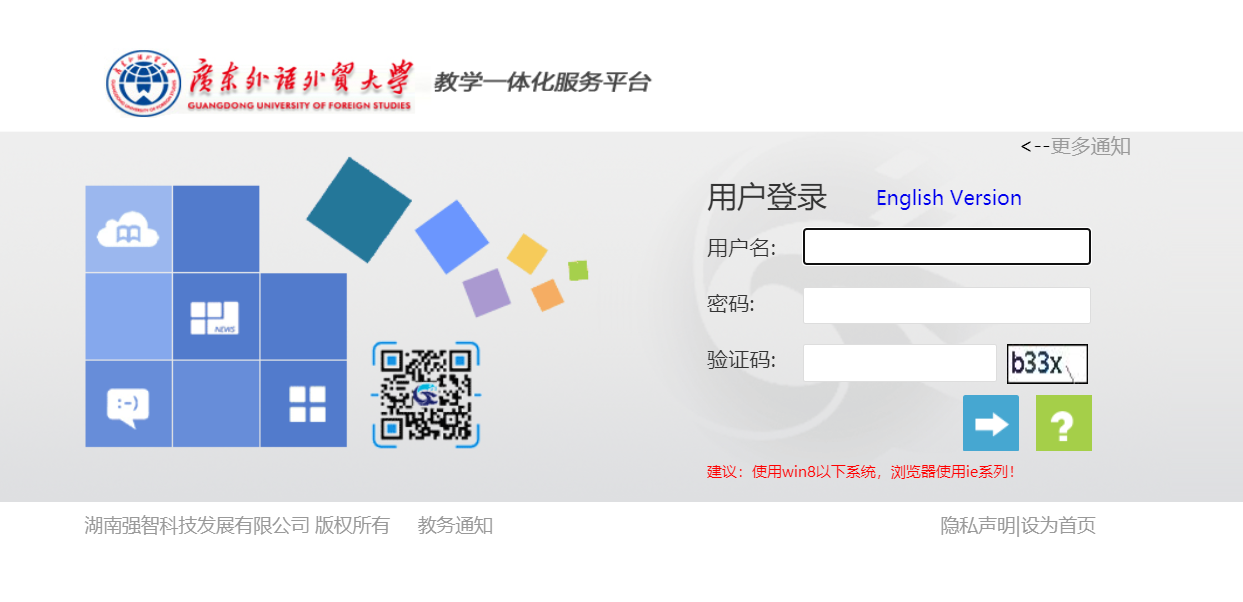 廣东外语外贸大学
GUANGDONG UNIVERSITY OF FOREIGN STUDIES
教学一体化服务平台
<--更多通知
用户登录 English Version
用户名:
密码:
验证码: b33x
NEWS
:-)
?
建议：使用win8以下系统，浏览器使用ie系列！
湖南强智科技发展有限公司 版权所有 教务通知
隐私声明|设为首页